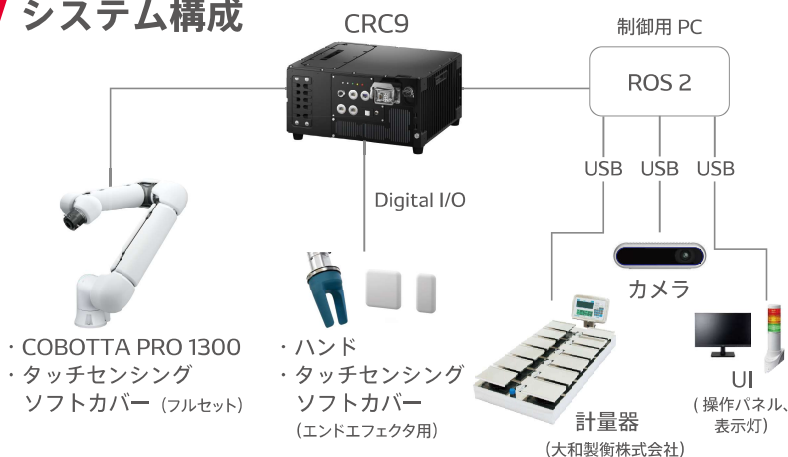 システム構成
CRC9
制御用 PC
ROS 2
USB USB USB
Digital I/O
カメラ
・COBOTTA PRO 1300
・タッチセンシング
ソフトカバー (フルセット)
・ハンド
・タッチセンシング
ソフトカバー
(エンドエフェクタ用)
計量器
(大和製衡株式会社)
UI
( 操作パネル、
表示灯)